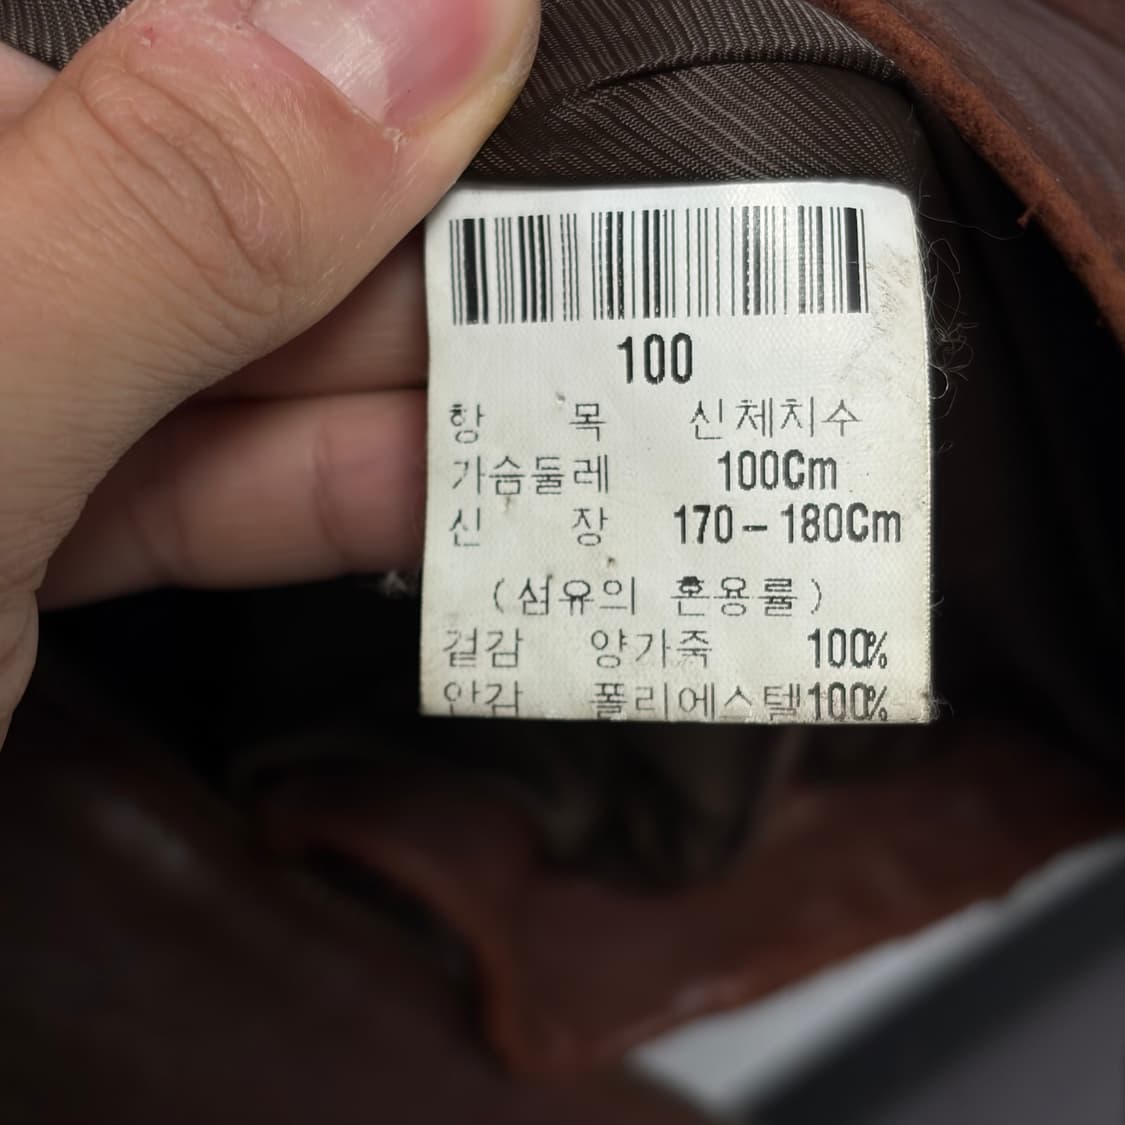 100
항 목 신체치수
가슴둘레 100Cm
신 장 170-180Cm
(섬유의 혼용률)
겉감 양가죽 100%
안감 폴리에스텔100%